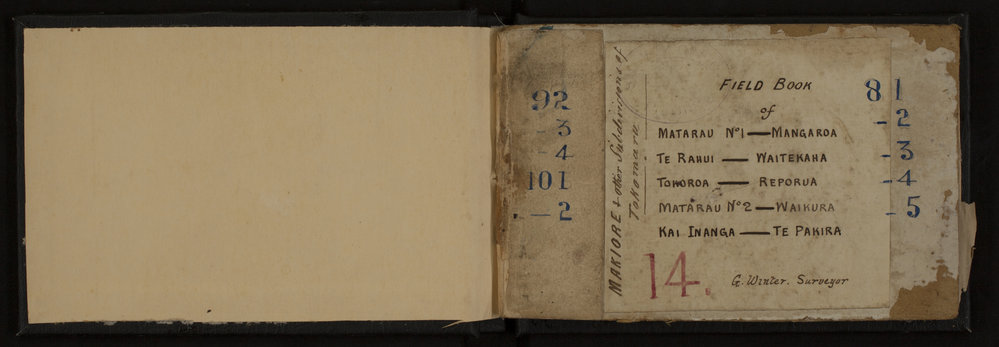 92
-3
-4
101
-2
MAKIORE & other Subdivisions of
Tokomaru
FIELD BOOK
of
MATARAU Nº1 — MANGAROA
TE RAHUI — WAITEKAHA
TOKOROA — REPORUA
MATARAU Nº2 — WAIKURA
KAI INANGA — TE PAKIRA
14.
G. Winter. Surveyor
81
-2
-3
-4
-5